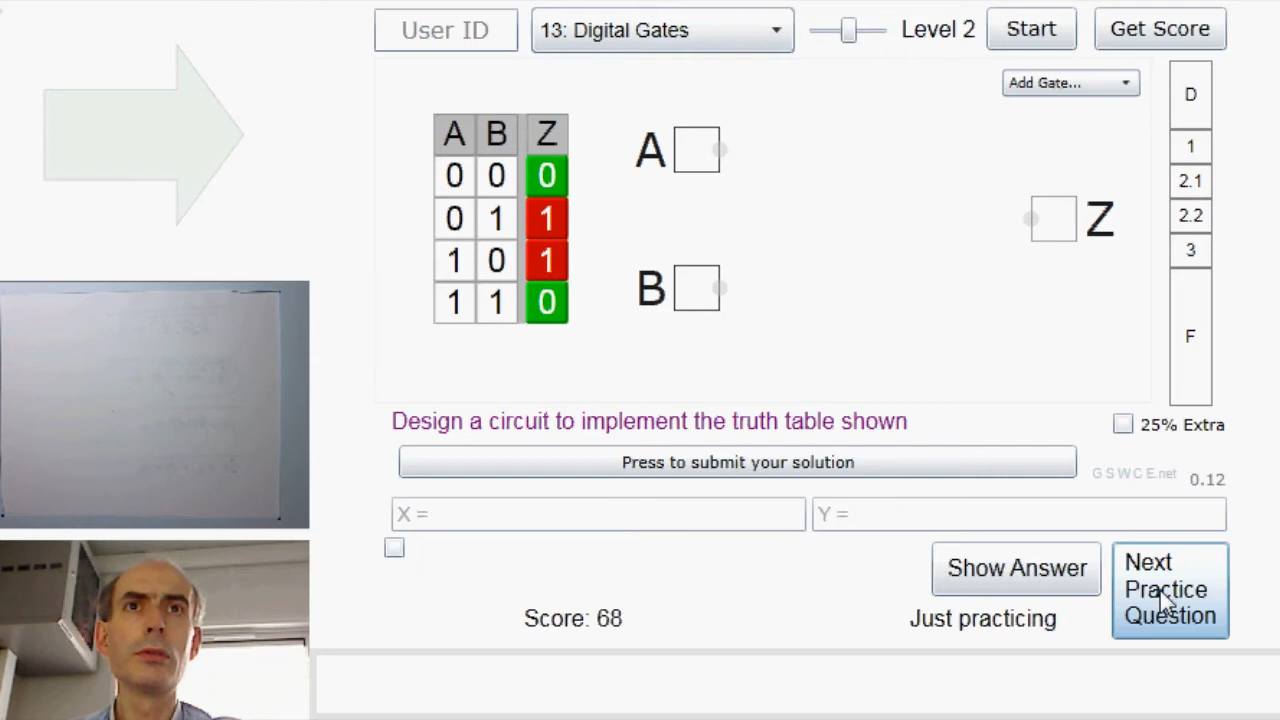 User ID
13: Digital Gates
Level 2
Start
Get Score
Add Gate...
A B Z
0 0 0
0 1 1
1 0 1
1 1 0
A
B
Z
D
1
2.1
2.2
3
F
Design a circuit to implement the truth table shown
25% Extra
Press to submit your solution
GSWCE.net
0.12
X =
Y =
Show Answer
Next
Practice
Question
Score: 68
Just practicing